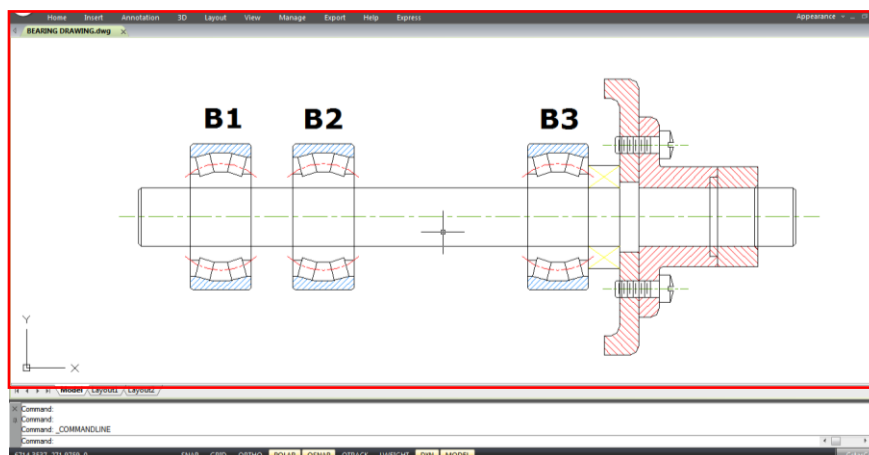 Home Insert Annotation 3D Layout View Manage Export Help Express Appearance
BEARING DRAWING.dwg
B1 B2 B3
Y
X
Model Layout1 Layout2
Command:
Command:
Command: _COMMANDLINE
Command:
SNAP GRID ORTHO POLAR OSNAP OTRACK LWEIGHT DYN MODEL